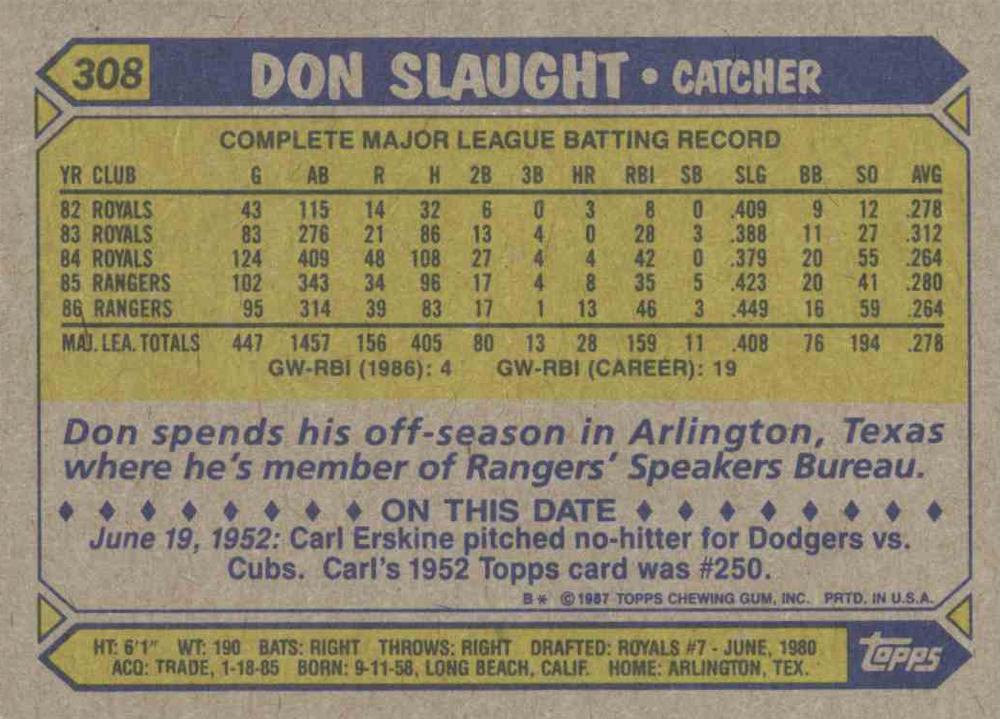 308 DON SLAUGHT • CATCHER
COMPLETE MAJOR LEAGUE BATTING RECORD
YR CLUB G AB R H 2B 3B HR RBI SB SLG BB SO AVG
82 ROYALS 43 115 14 32 6 0 3 8 0 .409 9 12 .278
83 ROYALS 83 276 21 86 13 4 0 28 3 .388 11 27 .312
84 ROYALS 124 409 48 108 27 4 4 42 0 .379 20 55 .264
85 RANGERS 102 343 34 96 17 4 8 35 5 .423 20 41 .280
86 RANGERS 95 314 39 83 17 1 13 46 3 .449 16 59 .264
MAJ. LEA. TOTALS 447 1457 156 405 80 13 28 159 11 .408 76 194 .278
GW-RBI (1986): 4 GW-RBI (CAREER): 19
Don spends his off-season in Arlington, Texas
where he's member of Rangers' Speakers Bureau.
ON THIS DATE
June 19, 1952: Carl Erskine pitched no-hitter for Dodgers vs.
Cubs. Carl's 1952 Topps card was #250.
B* ©1987 TOPPS CHEWING GUM, INC. PRTD. IN U.S.A.
HT: 6'1" WT: 190 BATS: RIGHT THROWS: RIGHT DRAFTED: ROYALS #7 - JUNE, 1980
ACQ: TRADE, 1-18-85 BORN: 9-11-58, LONG BEACH, CALIF. HOME: ARLINGTON, TEX.
Topps